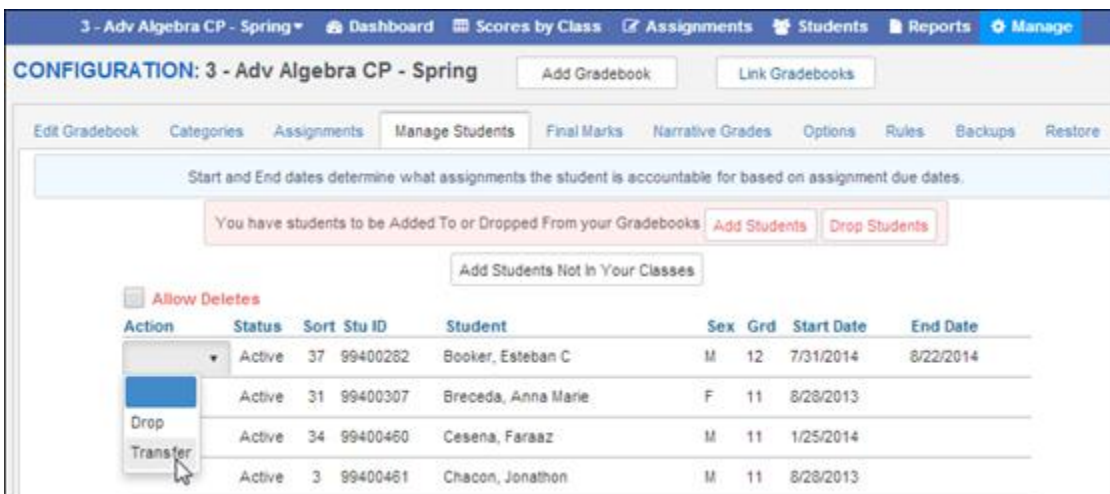 3 - Adv Algebra CP - Spring Dashboard Scores by Class Assignments Students Reports Manage
CONFIGURATION: 3 - Adv Algebra CP - Spring Add Gradebook Link Gradebooks
Edit Gradebook Categories Assignments Manage Students Final Marks Narrative Grades Options Rules Backups Restore
Start and End dates determine what assignments the student is accountable for based on assignment due dates.
You have students to be Added To or Dropped From your Gradebooks Add Students Drop Students
Add Students Not In Your Classes
Allow Deletes
Action Status Sort Stu ID Student Sex Grd Start Date End Date
Active 37 99400282 Booker, Esteban C M 12 7/31/2014 8/22/2014
Active 31 99400307 Breceda, Anna Marie F 11 8/28/2013
Drop
Active 34 99400460 Cesena, Faraaz M 11 1/25/2014
Transfer
Active 3 99400461 Chacon, Jonathon M 11 8/28/2013